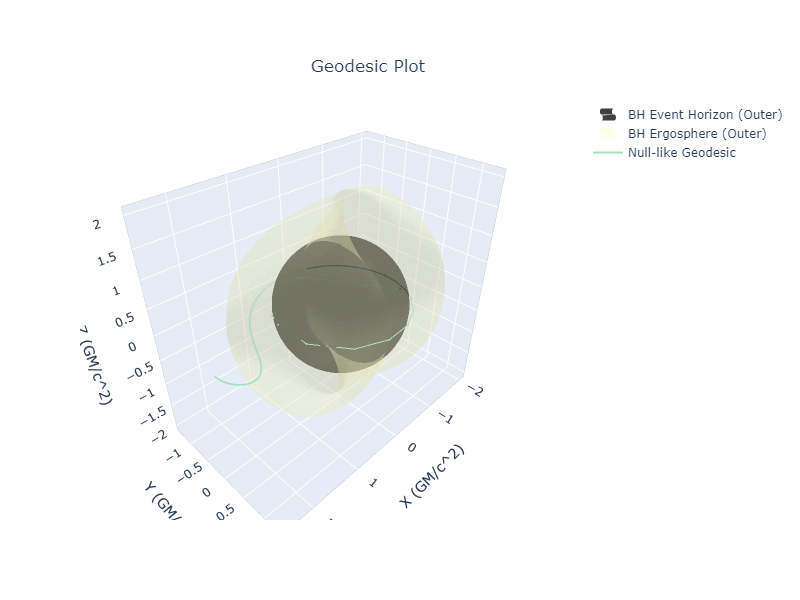 Geodesic Plot
BH Event Horizon (Outer)
BH Ergosphere (Outer)
Null-like Geodesic
2
1.5
1
0.5
0
−0.5
−1
−1.5
−2
(GM/c^2)
−1
−0.5
0
0.5
Y (GM/
−2
−1
0
1
X (GM/c^2)